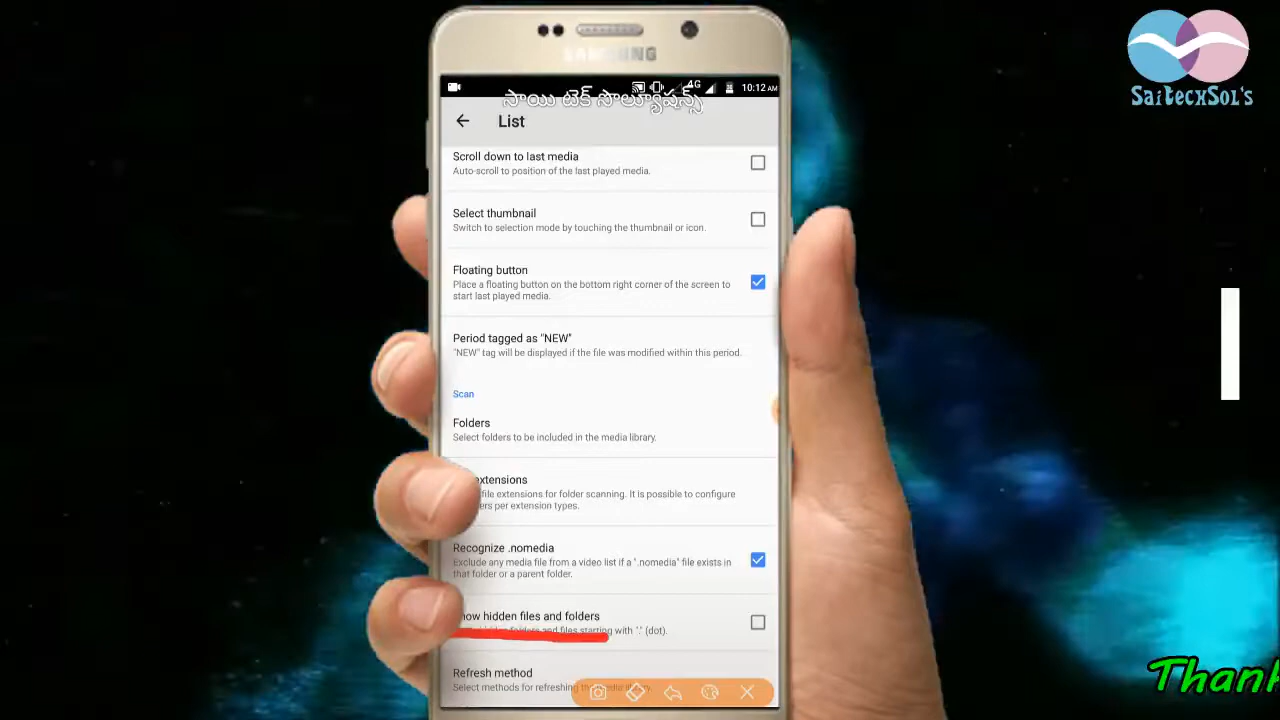 SAMSUNG
SaiTecxSol's
4G
10:12 AM
సాయి టెక్ సొల్యూషన్స్
List
Scroll down to last media
Auto-scroll to position of the last played media.
Select thumbnail
Switch to selection mode by touching the thumbnail or icon.
Floating button
Place a floating button on the bottom right corner of the screen to
start last played media.
Period tagged as "NEW"
"NEW" tag will be displayed if the file was modified within this period.
Scan
Folders
Select folders to be included in the media library.
extensions
file extensions for folder scanning. It is possible to configure
per extension types.
Recognize .nomedia
Exclude any media file from a video list if a ".nomedia" file exists in
that folder or a parent folder.
how hidden files and folders
folders and files starting with "." (dot).
Refresh method
Select methods for refreshing the media library.
Thank